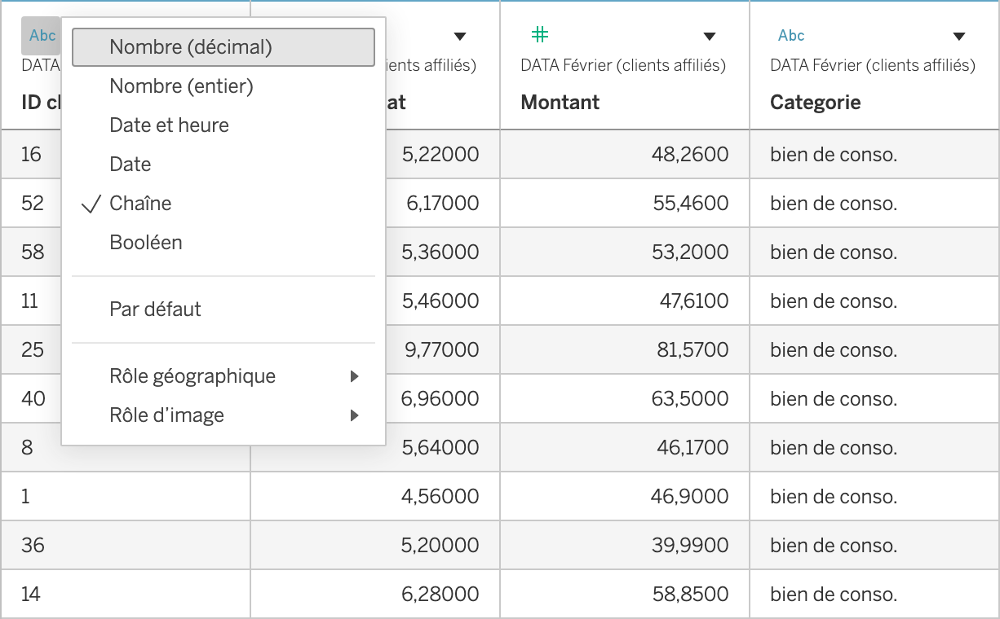 Abc
Abc
DATA
ients affiliés)
DATA Février (clients affiliés)
DATA Février (clients affiliés)
ID cl
at
Montant
Categorie
Nombre (décimal)
Nombre (entier)
Date et heure
Date
Chaîne
Booléen
Par défaut
Rôle géographique
Rôle d'image
16 5,22000 48,2600 bien de conso.
52 6,17000 55,4600 bien de conso.
58 5,36000 53,2000 bien de conso.
11 5,46000 47,6100 bien de conso.
25 9,77000 81,5700 bien de conso.
40 6,96000 63,5000 bien de conso.
8 5,64000 46,1700 bien de conso.
1 4,56000 46,9000 bien de conso.
36 5,20000 39,9900 bien de conso.
14 6,28000 58,8500 bien de conso.